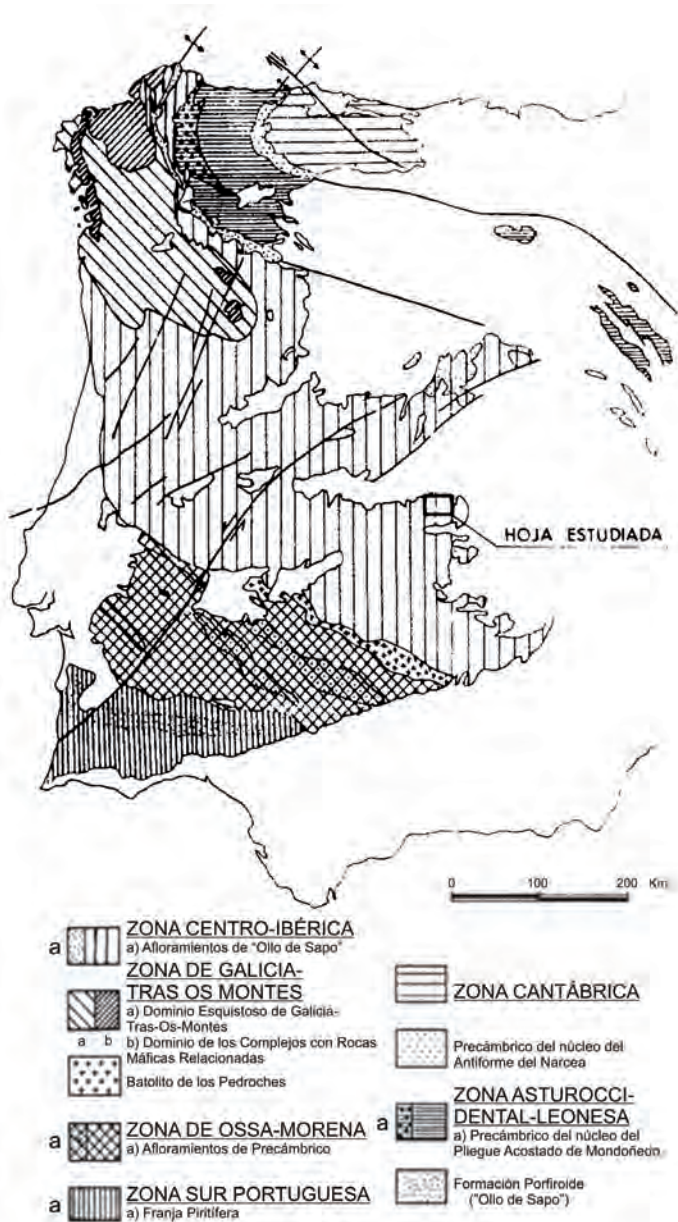 HOJA ESTUDIADA
0 100 200 Km.
a ZONA CENTRO-IBÉRICA
a) Afloramientos de "Ollo de Sapo"
ZONA DE GALICIA-
TRAS OS MONTES
a) Dominio Esquistoso de Galicia-
Tras-Os-Montes
a b b) Dominio de los Complejos con Rocas
Máficas Relacionadas
Batolito de los Pedroches
a ZONA DE OSSA-MORENA
a) Afloramientos de Precámbrico
a ZONA SUR PORTUGUESA
a) Franja Piritífera
ZONA CANTÁBRICA
Precámbrico del núcleo del
Antiforme del Narcea
ZONA ASTUROCCI-
a DENTAL-LEONESA
a) Precámbrico del núcleo del
Pliegue Acostado de Mondoñedo
Formación Porfiroide
("Ollo de Sapo")